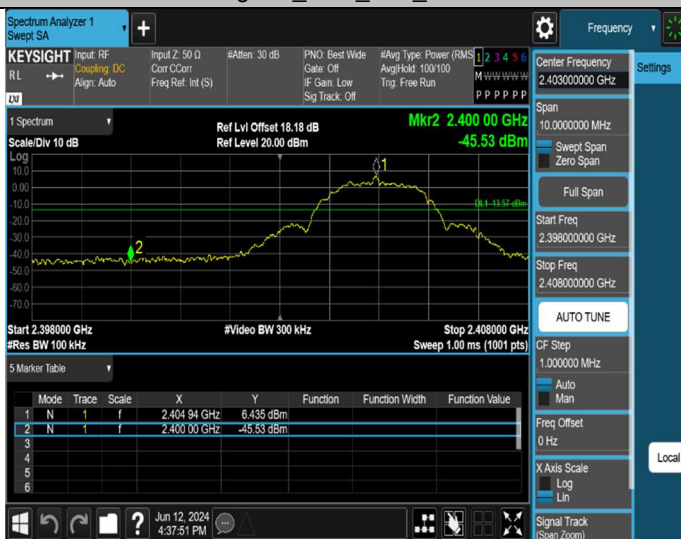 Spectrum Analyzer 1
Swept SA
Frequency
KEYSIGHT
RL
LXI
Input: RF
Coupling: DC
Align: Auto
Input Z: 50 Ω
Corr CCorr
Freq Ref: Int (S)
#Atten: 30 dB
PNO: Best Wide
Gate: Off
IF Gain: Low
Sig Track: Off
#Avg Type: Power (RMS
Avg|Hold: 100/100
Trig: Free Run
1 2 3 4 5 6
M W W W W W
P P P P P P
Center Frequency
2.403000000 GHz
Settings
1 Spectrum
Scale/Div 10 dB
Ref Lvl Offset 18.18 dB
Ref Level 20.00 dBm
Mkr2 2.400 00 GHz
-45.53 dBm
Log
10.0
0.00
-10.0
-20.0
-30.0
-40.0
-50.0
-60.0
-70.0
1
2
DL1 -13.57 dBm
Span
10.0000000 MHz
Swept Span
Zero Span
Full Span
Start Freq
2.398000000 GHz
Stop Freq
2.408000000 GHz
AUTO TUNE
Start 2.398000 GHz
#Res BW 100 kHz
#Video BW 300 kHz
Stop 2.408000 GHz
Sweep 1.00 ms (1001 pts)
CF Step
1.000000 MHz
Auto
Man
5 Marker Table
Mode Trace Scale X Y Function Function Width Function Value
1 N 1 f 2.404 94 GHz 6.435 dBm
2 N 1 f 2.400 00 GHz -45.53 dBm
3
4
5
6
Freq Offset
0 Hz
X Axis Scale
Log
Lin
Local
Signal Track
(Span Zoom)
?
Jun 12, 2024
4:37:51 PM